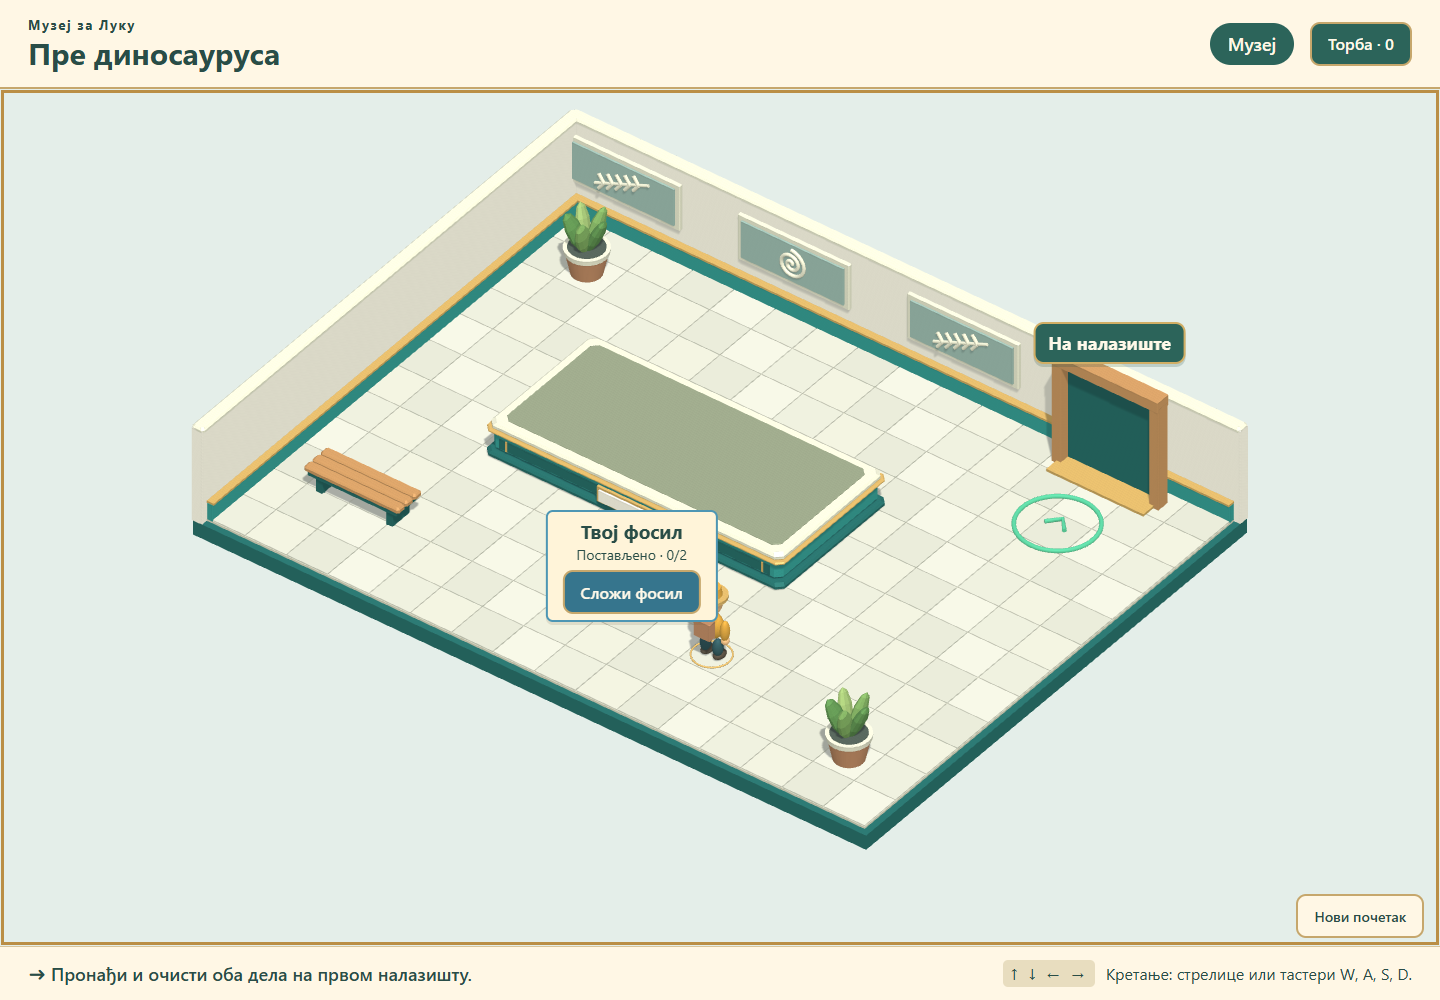 Музеј за Луку
Пре диносауруса
Музеј
Торба · 0
На налазиште
Твој фосил
Постављено · 0/2
Сложи фосил
Нови почетак
→ Пронађи и очисти оба дела на првом налазишту.
↑ ↓ ← → Кретање: стрелице или тастери W, A, S, D.